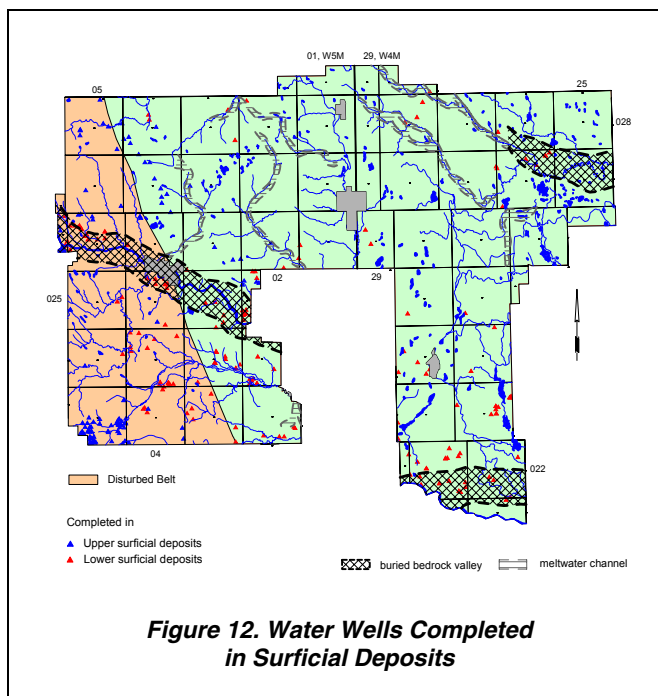 01, W5M 29, W4M
05
25
028
02
29
025
04
022
Disturbed Belt
Completed in
Upper surficial deposits
Lower surficial deposits
buried bedrock valley
meltwater channel
Figure 12. Water Wells Completed
in Surficial Deposits